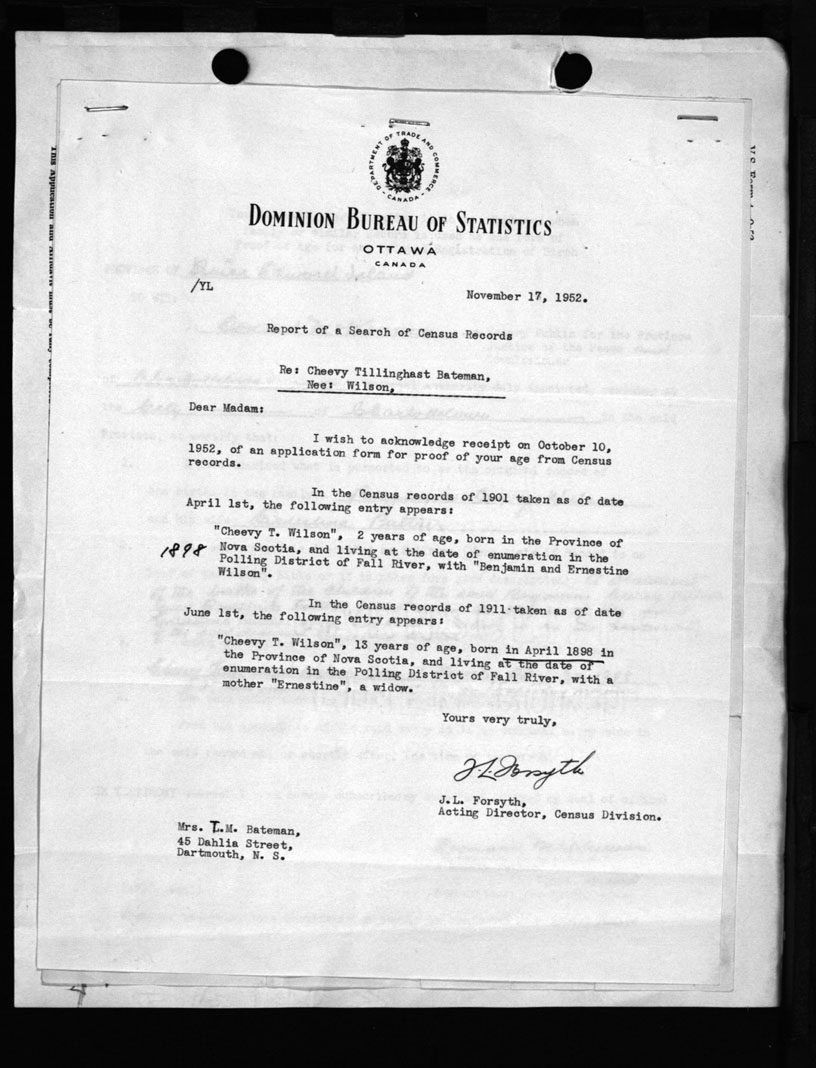 DEPARTMENT OF TRADE AND COMMERCE
CANADA
DOMINION BUREAU OF STATISTICS
OTTAWA
CANADA
/YL
November 17, 1952.
Report of a Search of Census Records
Re: Cheevy Tillinghast Bateman,
Nee: Wilson,
Dear Madam:
I wish to acknowledge receipt on October 10,
1952, of an application form for proof of your age from Census
records.
In the Census records of 1901 taken as of date
April 1st, the following entry appears:
"Cheevy T. Wilson", 2 years of age, born in the Province of
1898 Nova Scotia, and living at the date of enumeration in the
Polling District of Fall River, with "Benjamin and Ernestine
Wilson".
In the Census records of 1911 taken as of date
June 1st, the following entry appears:
"Cheevy T. Wilson", 13 years of age, born in April 1898 in
the Province of Nova Scotia, and living at the date of
enumeration in the Polling District of Fall River, with a
mother "Ernestine", a widow.
Yours very truly,
J.L. Forsyth
J.L. Forsyth,
Acting Director, Census Division.
Mrs. L.M. Bateman,
45 Dahlia Street,
Dartmouth, N. S.